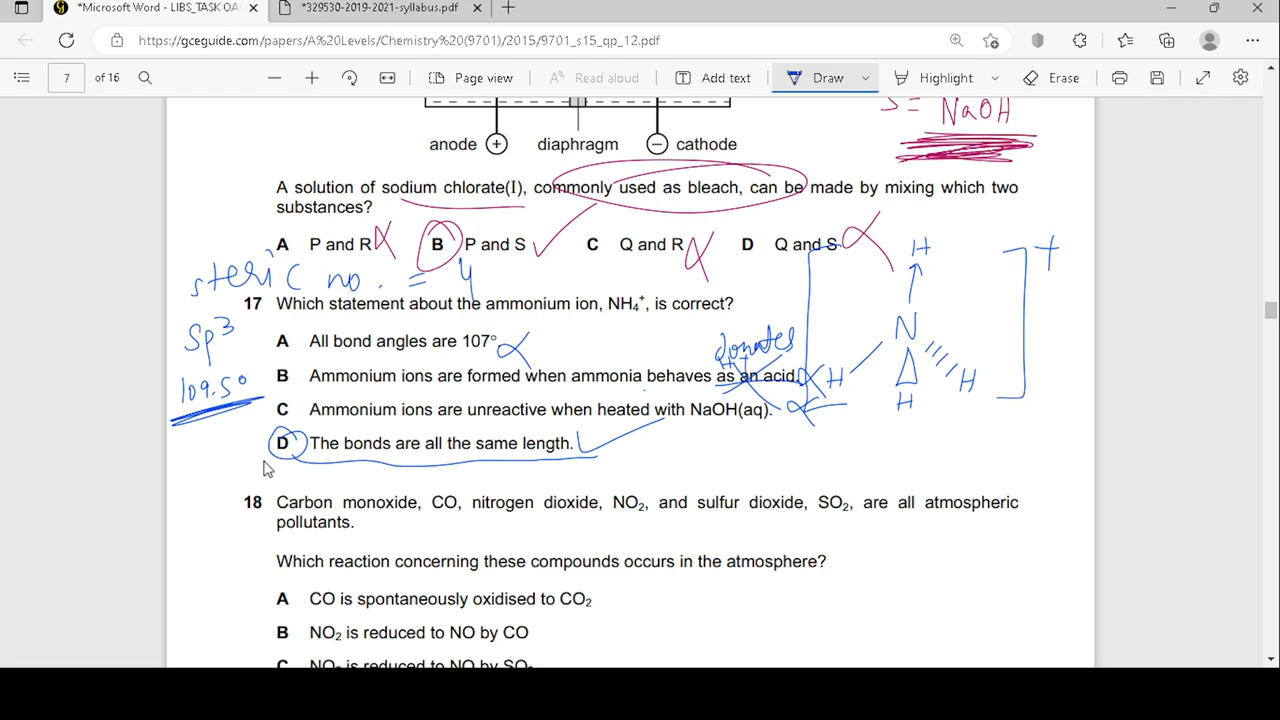 *Microsoft Word - LIBS_TASK OA
*329530-2019-2021-syllabus.pdf
https://gceguide.com/papers/A%20Levels/Chemistry%20(9701)/2015/9701_s15_qp_12.pdf
7 of 16
Page view
Read aloud
Add text
Draw
Highlight
Erase
S = NaOH
anode + diaphragm − cathode
A solution of sodium chlorate(I), commonly used as bleach, can be made by mixing which two
substances?
A P and R B P and S C Q and R D Q and S
steric no. = 4
17 Which statement about the ammonium ion, NH₄⁺, is correct?
A All bond angles are 107°
B Ammonium ions are formed when ammonia behaves as an acid.
C Ammonium ions are unreactive when heated with NaOH(aq).
D The bonds are all the same length.
Sp³
109.5°
donates
H⁺
H
N
H
H
H
+
18 Carbon monoxide, CO, nitrogen dioxide, NO₂, and sulfur dioxide, SO₂, are all atmospheric
pollutants.
Which reaction concerning these compounds occurs in the atmosphere?
A CO is spontaneously oxidised to CO₂
B NO₂ is reduced to NO by CO
C NO₂ is reduced to NO by SO₂